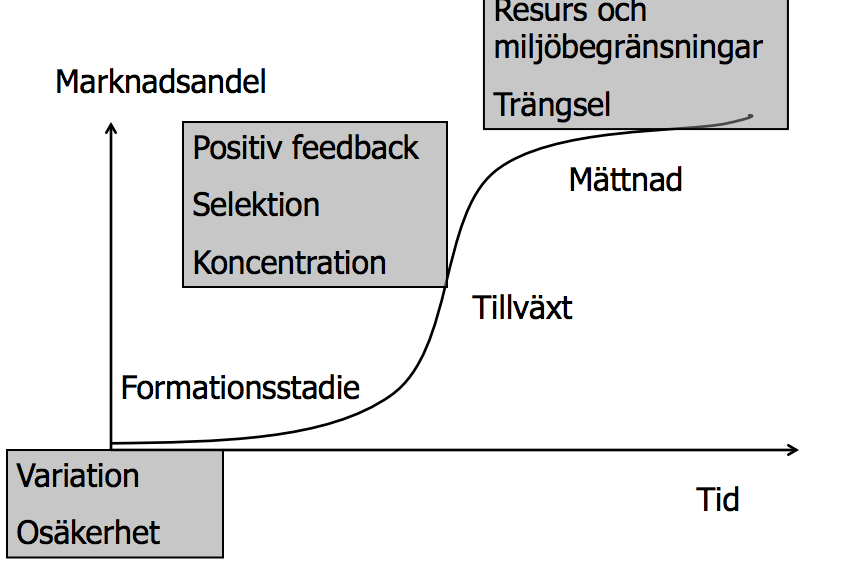 Resurs och
miljöbegränsningar
Trängsel
Marknadsandel
Positiv feedback
Selektion
Koncentration
Mättnad
Tillväxt
Formationsstadie
Variation
Osäkerhet
Tid